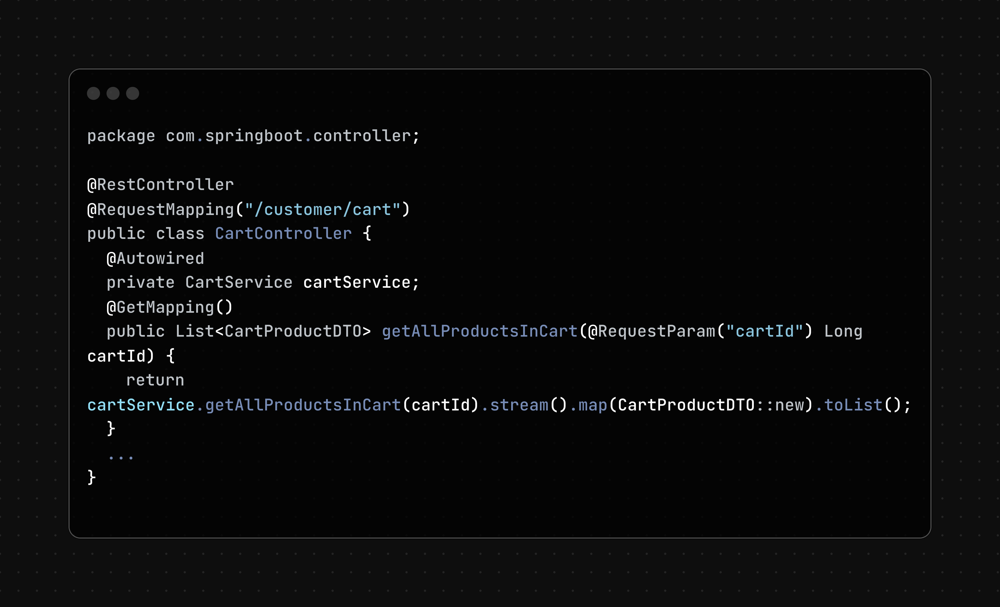 package com.springboot.controller;

@RestController
@RequestMapping("/customer/cart")
public class CartController {
  @Autowired
  private CartService cartService;
  @GetMapping()
  public List<CartProductDTO> getAllProductsInCart(@RequestParam("cartId") Long
cartId) {
    return
cartService.getAllProductsInCart(cartId).stream().map(CartProductDTO::new).toList();
  }
  ...
}